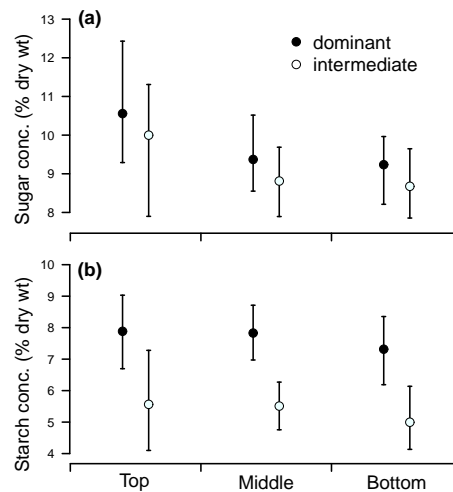 (a)
dominant
intermediate
Sugar conc. (% dry wt)
13
12
11
10
9
8
(b)
Starch conc. (% dry wt)
10
9
8
7
6
5
4
Top Middle Bottom